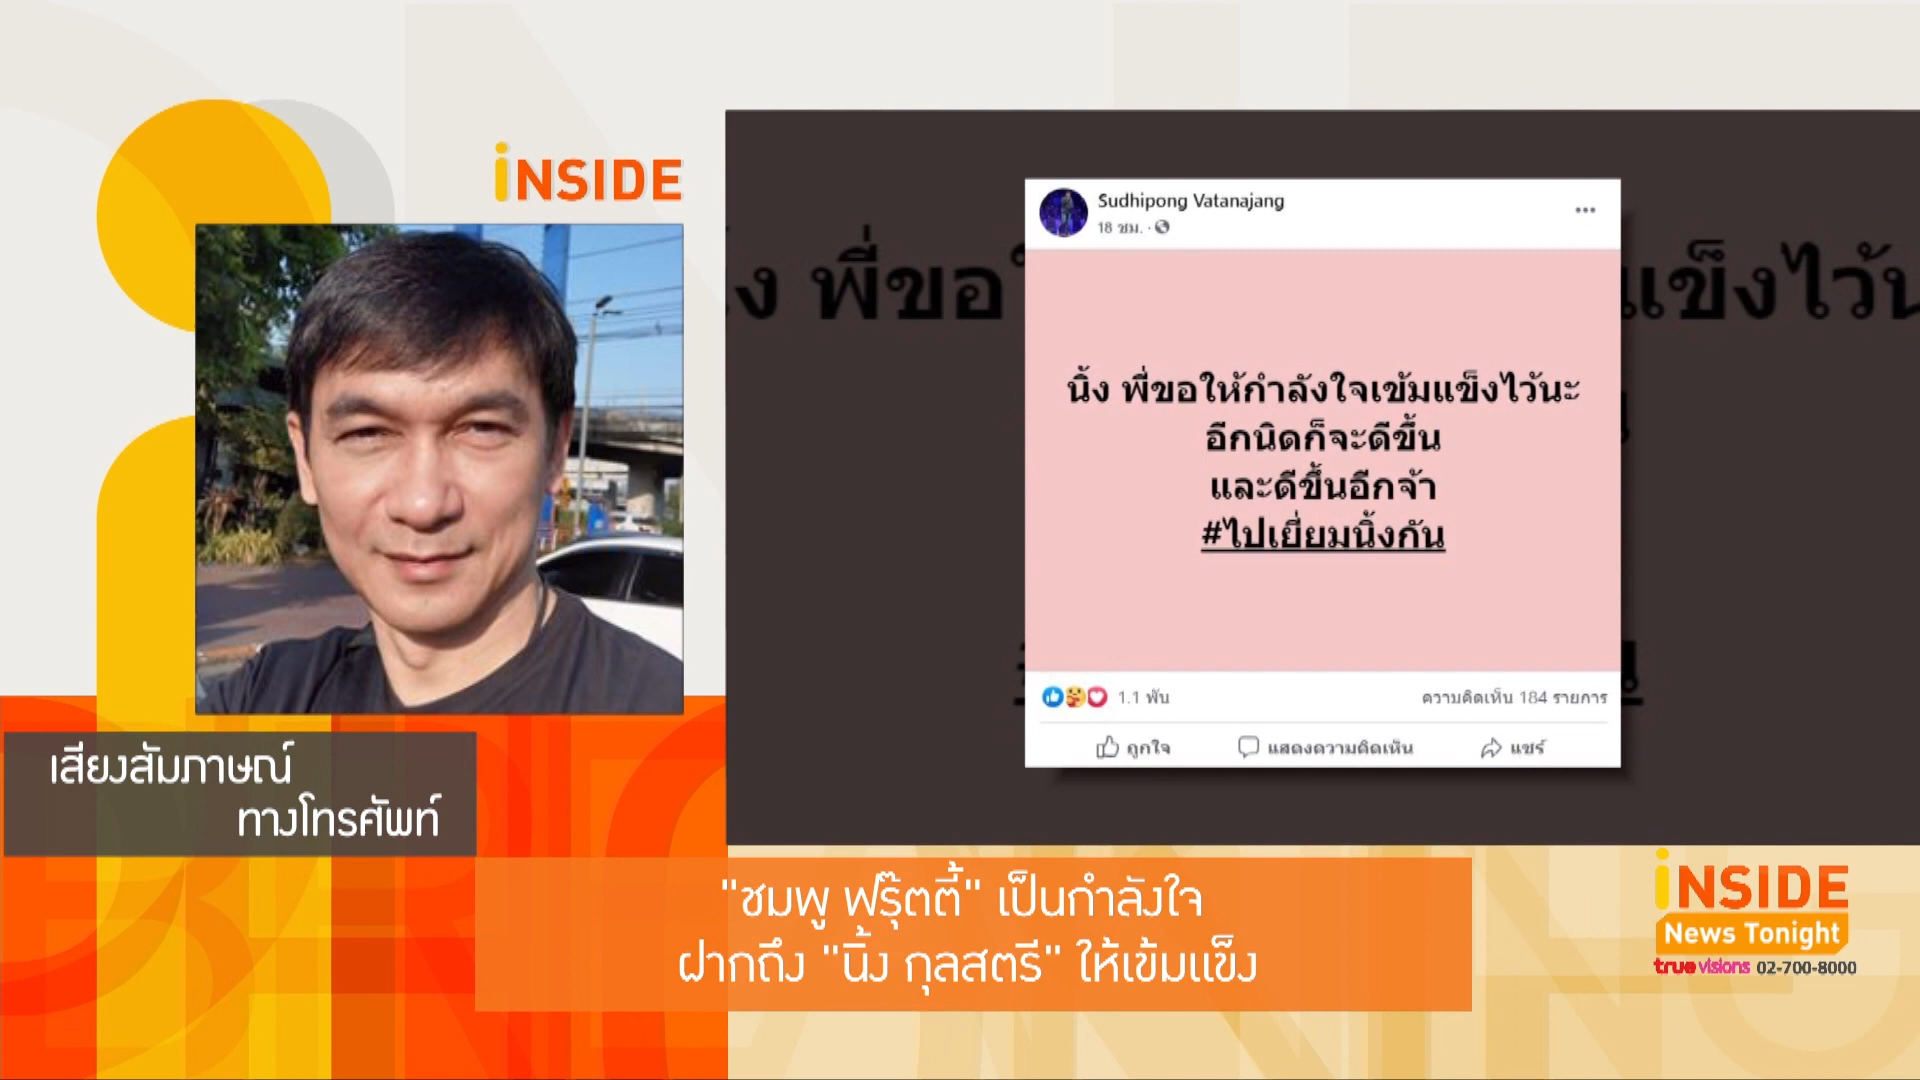 iNSIDE
Sudhipong Vatanajang
18 ชม.
นิ้ง พี่ขอให้กำลังใจเข้มแข็งไว้นะ
อีกนิดก็จะดีขึ้น
และดีขึ้นอีกจ้า
#ไปเยี่ยมนิ้งกัน
1.1 พัน
ความคิดเห็น 184 รายการ
ถูกใจ
แสดงความคิดเห็น
แชร์
เสียงสัมภาษณ์
ทางโทรศัพท์
"ชมพู ฟรุ๊ตตี้" เป็นกำลังใจ
ฝากถึง "นิ้ง กุลสตรี" ให้เข้มแข็ง
iNSIDE
News Tonight
truevisions 02-700-8000